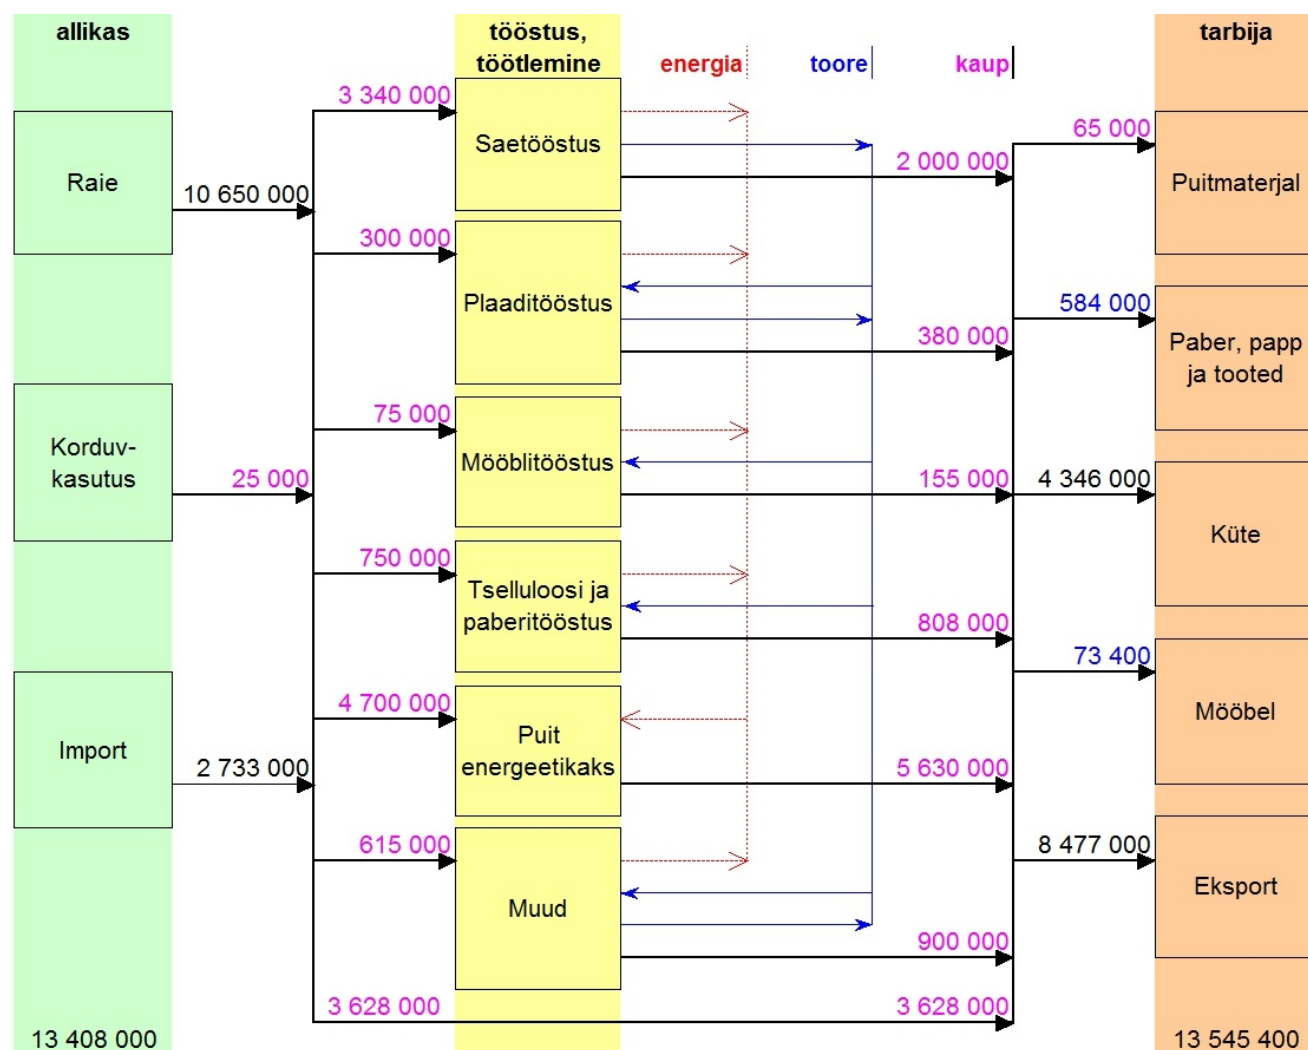 allikas
tööstus,
töötlemine
energia
toore
kaup
tarbija
Raie
10 650 000
Korduv-
kasutus
25 000
Import
2 733 000
13 408 000
3 340 000
Saetööstus
2 000 000
300 000
Plaaditööstus
380 000
75 000
Mööblitööstus
155 000
750 000
Tselluloosi ja
paberitööstus
808 000
4 700 000
Puit
energeetikaks
5 630 000
615 000
Muud
900 000
3 628 000
3 628 000
65 000
Puitmaterjal
584 000
Paber, papp
ja tooted
4 346 000
Küte
73 400
Mööbel
8 477 000
Eksport
13 545 400